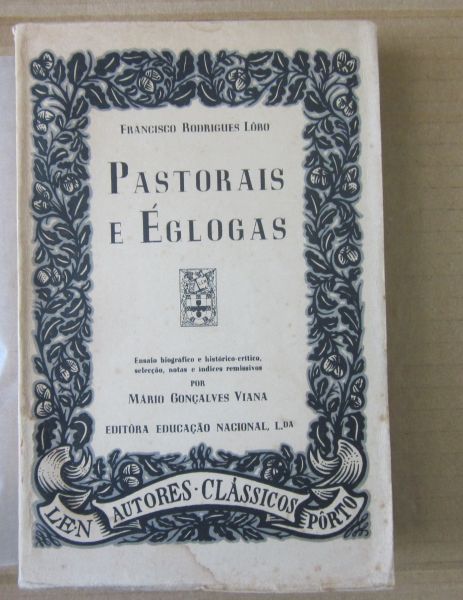 FRANCISCO RODRIGUES LÔBO
PASTORAIS
E ÉGLOGAS
Ensaio biográfico e histórico-crítico,
selecção, notas e índices remissivos
POR
MÁRIO GONÇALVES VIANA
EDITÔRA EDUCAÇÃO NACIONAL, L.DA
L·E·N AUTORES·CLÁSSICOS PÔRTO